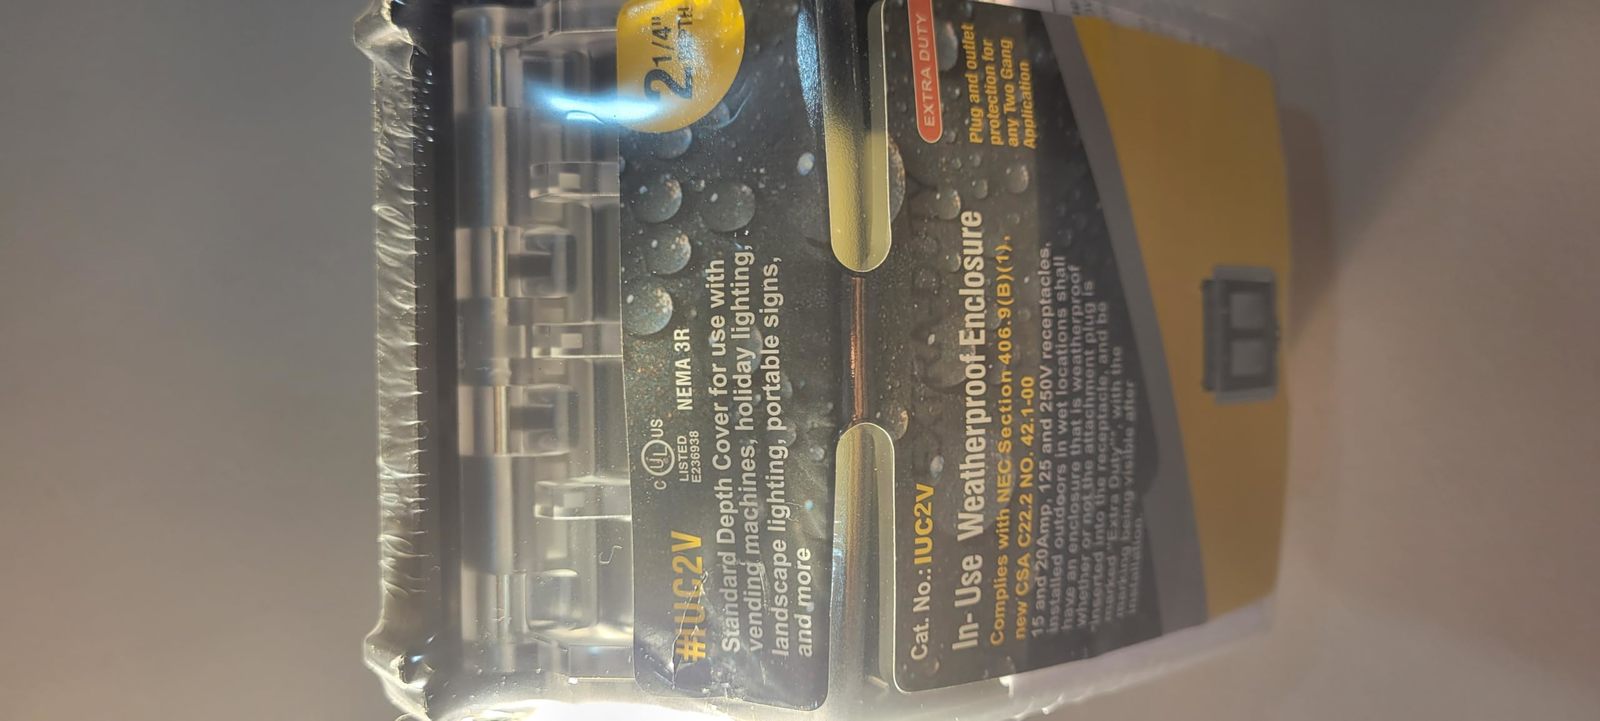 2 1/4"
#IUC2V
C UL US
LISTED
E236938
NEMA 3R
Standard Depth Cover for use with
vending machines, holiday lighting,
landscape lighting, portable signs,
and more
EXTRA DUTY
Cat. No.: IUC2V
EXTRA DUTY
In-Use Weatherproof Enclosure
Plug and outlet
protection for
any Two Gang
Application
Complies with NEC Section 406.9(B)(1),
new CSA C22.2 NO. 42.1-00
15 and 20Amp, 125 and 250V receptacles,
installed outdoors in wet locations shall
have an enclosure that is weatherproof
whether or not the attachment plug is
inserted into the receptacle, and be
marked "Extra Duty", with the
marking being visible after
installation.